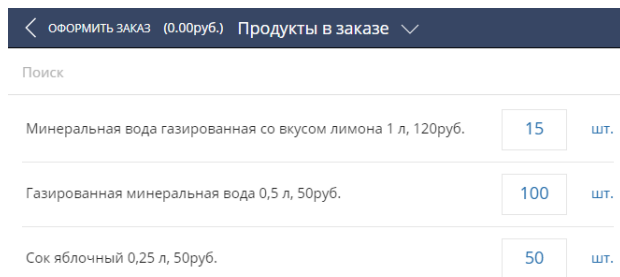 ОФОРМИТЬ ЗАКАЗ (0.00руб.) Продукты в заказе
Поиск
Минеральная вода газированная со вкусом лимона 1 л, 120руб. 15 шт.
Газированная минеральная вода 0,5 л, 50руб. 100 шт.
Сок яблочный 0,25 л, 50руб. 50 шт.